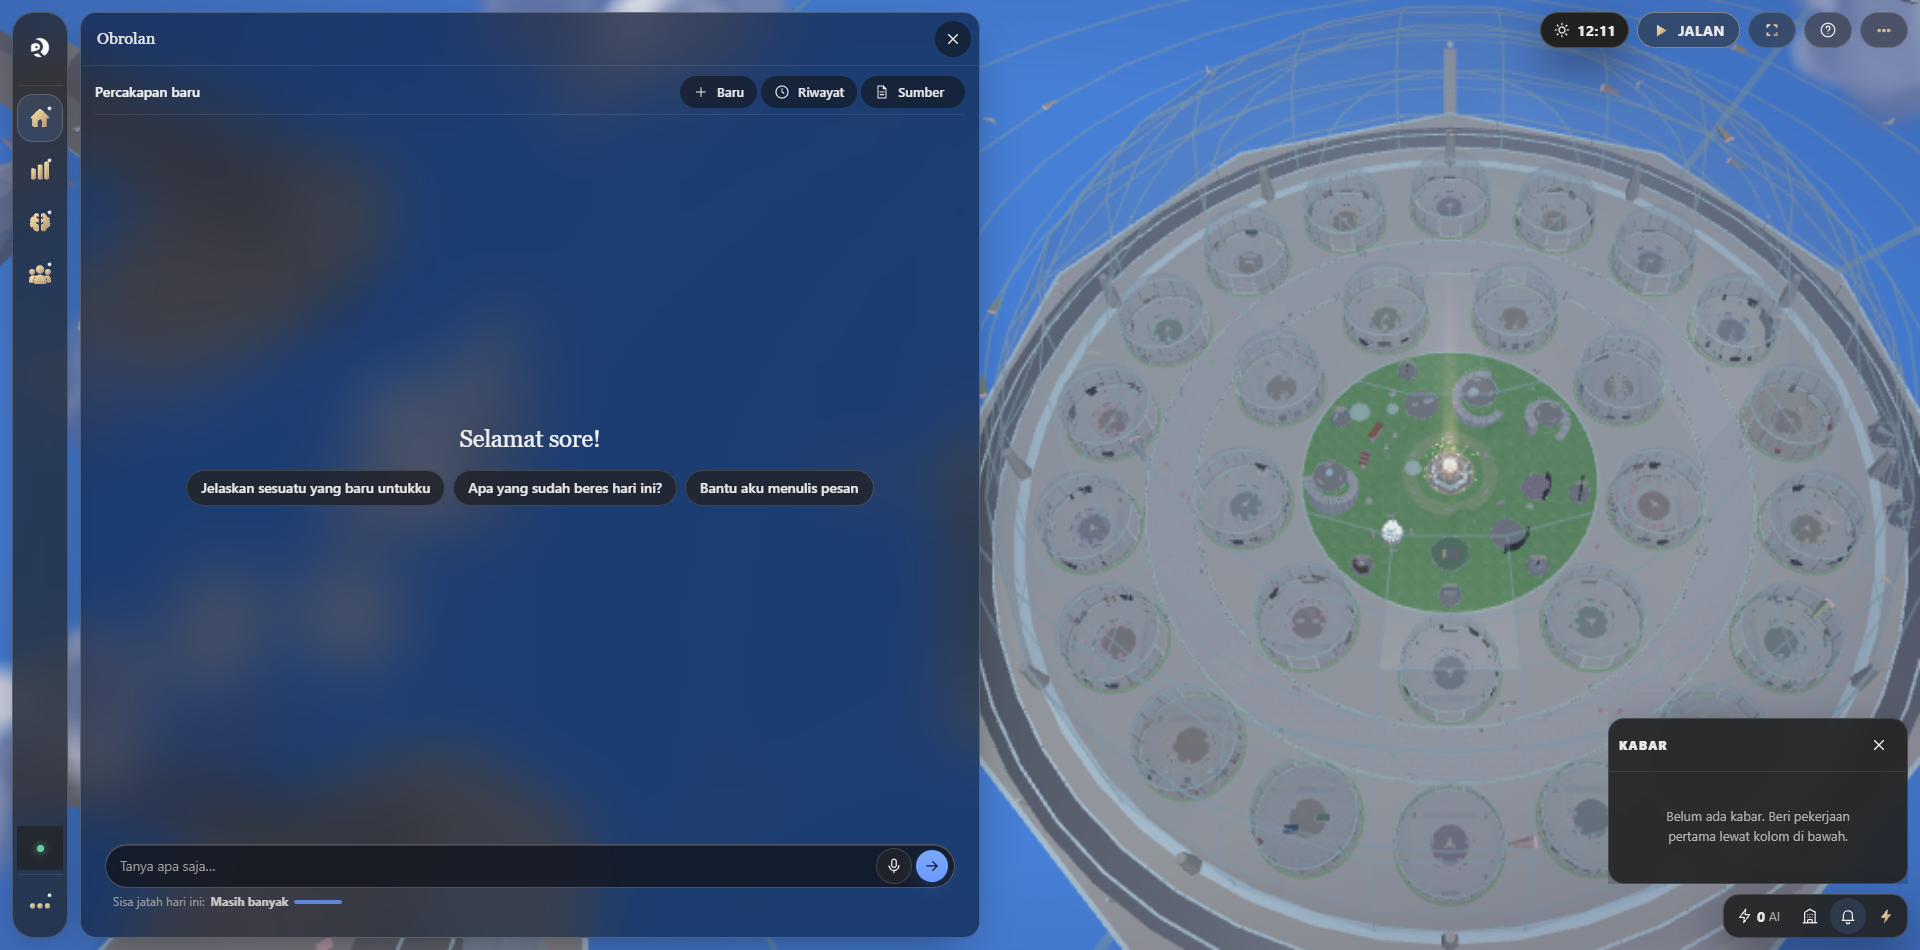 Obrolan
Percakapan baru
Baru
Riwayat
Sumber
Selamat sore!
Jelaskan sesuatu yang baru untukku
Apa yang sudah beres hari ini?
Bantu aku menulis pesan
Tanya apa saja...
Sisa jatah hari ini: Masih banyak
12:11
JALAN
KABAR
Belum ada kabar. Beri pekerjaan
pertama lewat kolom di bawah.
0 AI